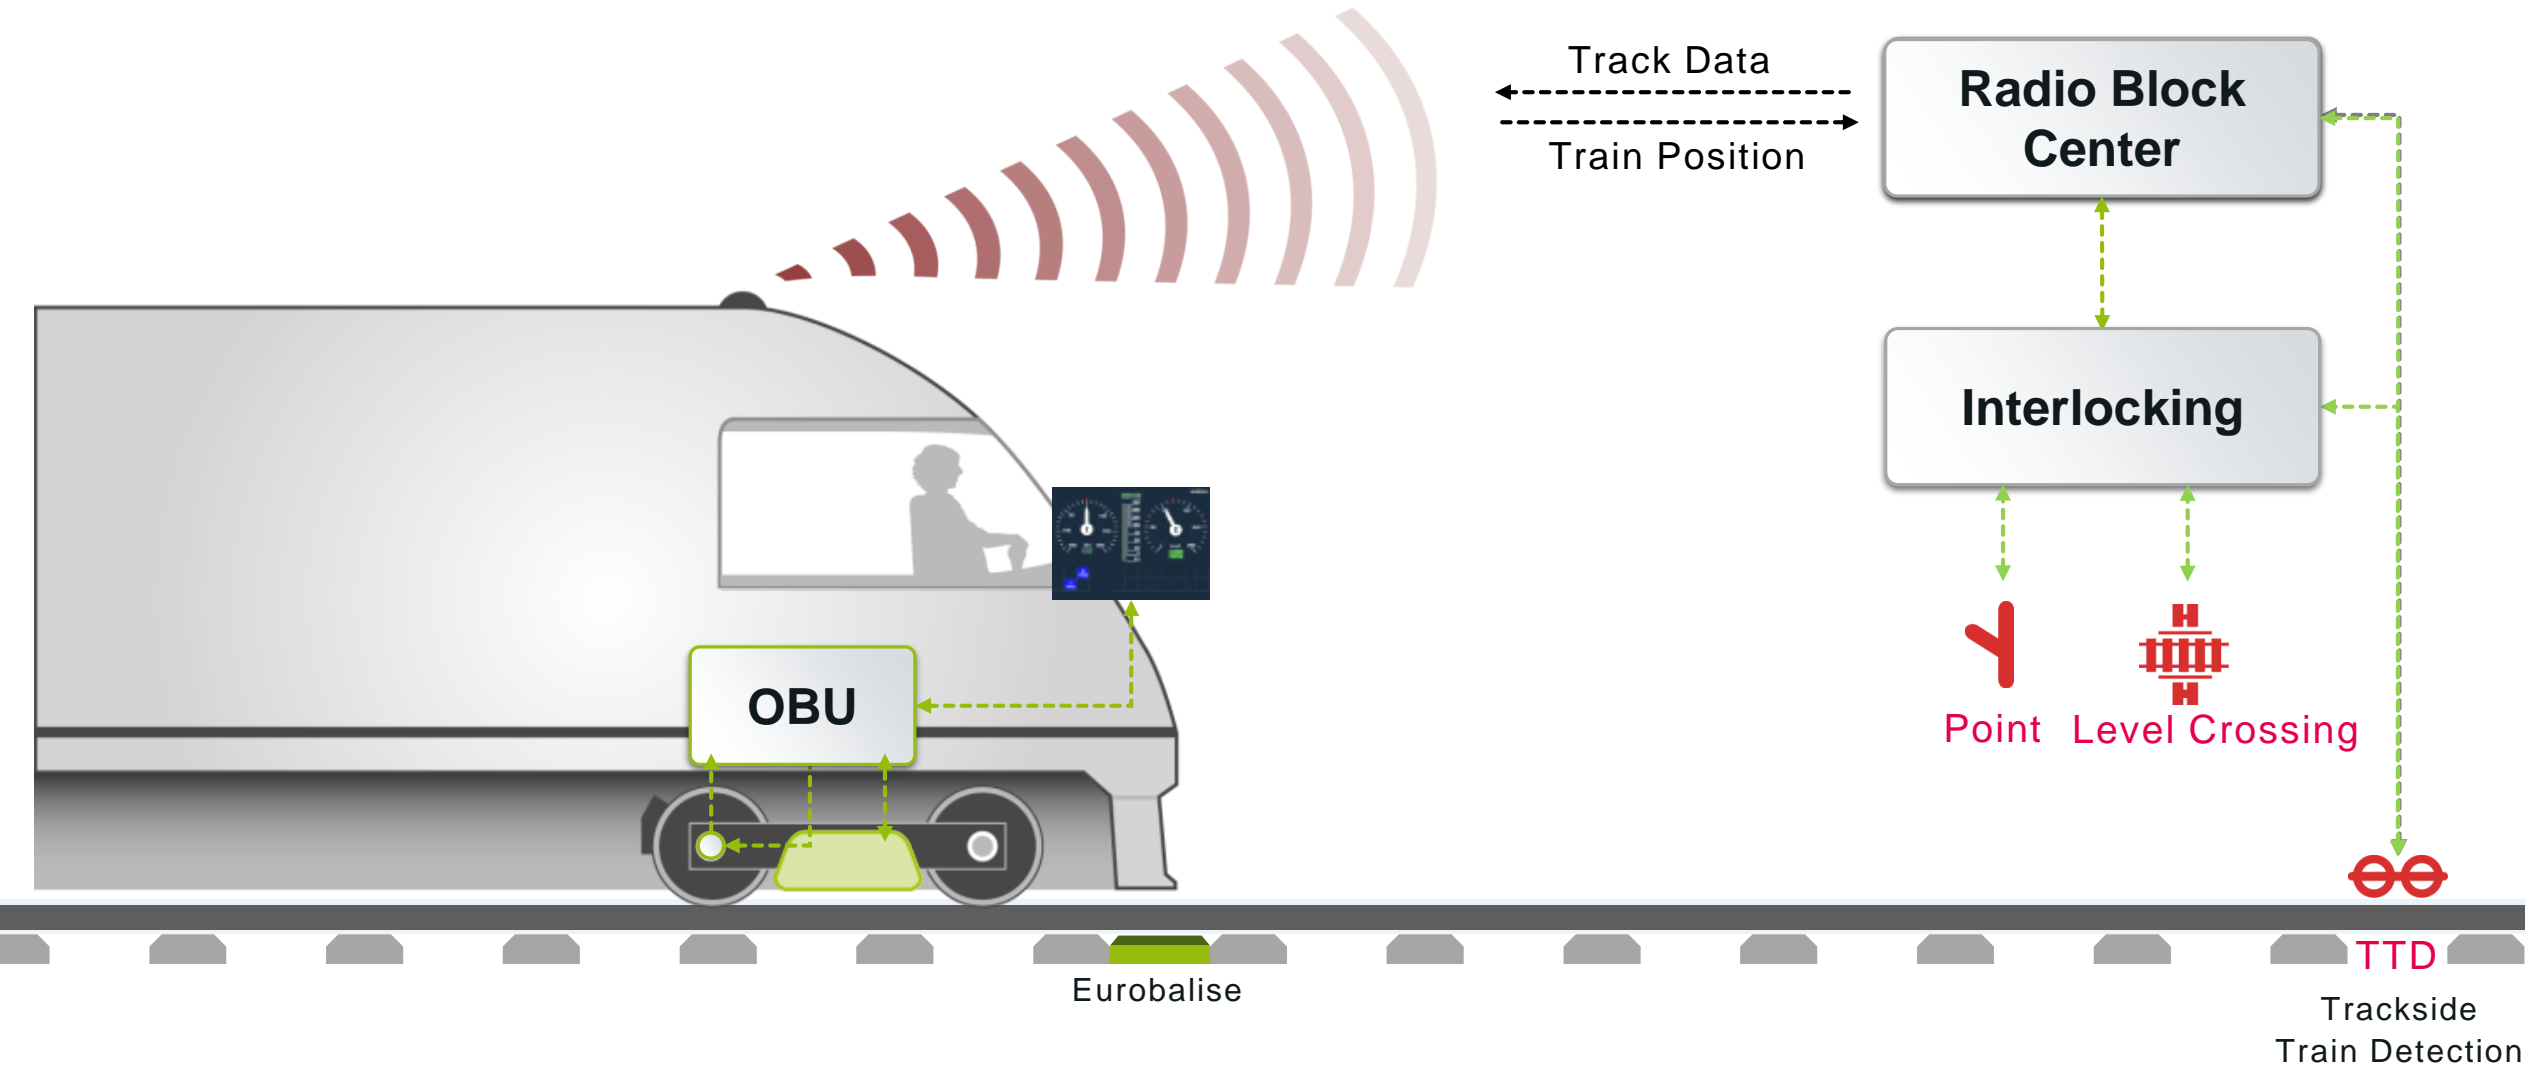 Track Data
Train Position
Radio Block
Center
Interlocking
OBU
Point
Level Crossing
TTD
Eurobalise
Trackside
Train Detection